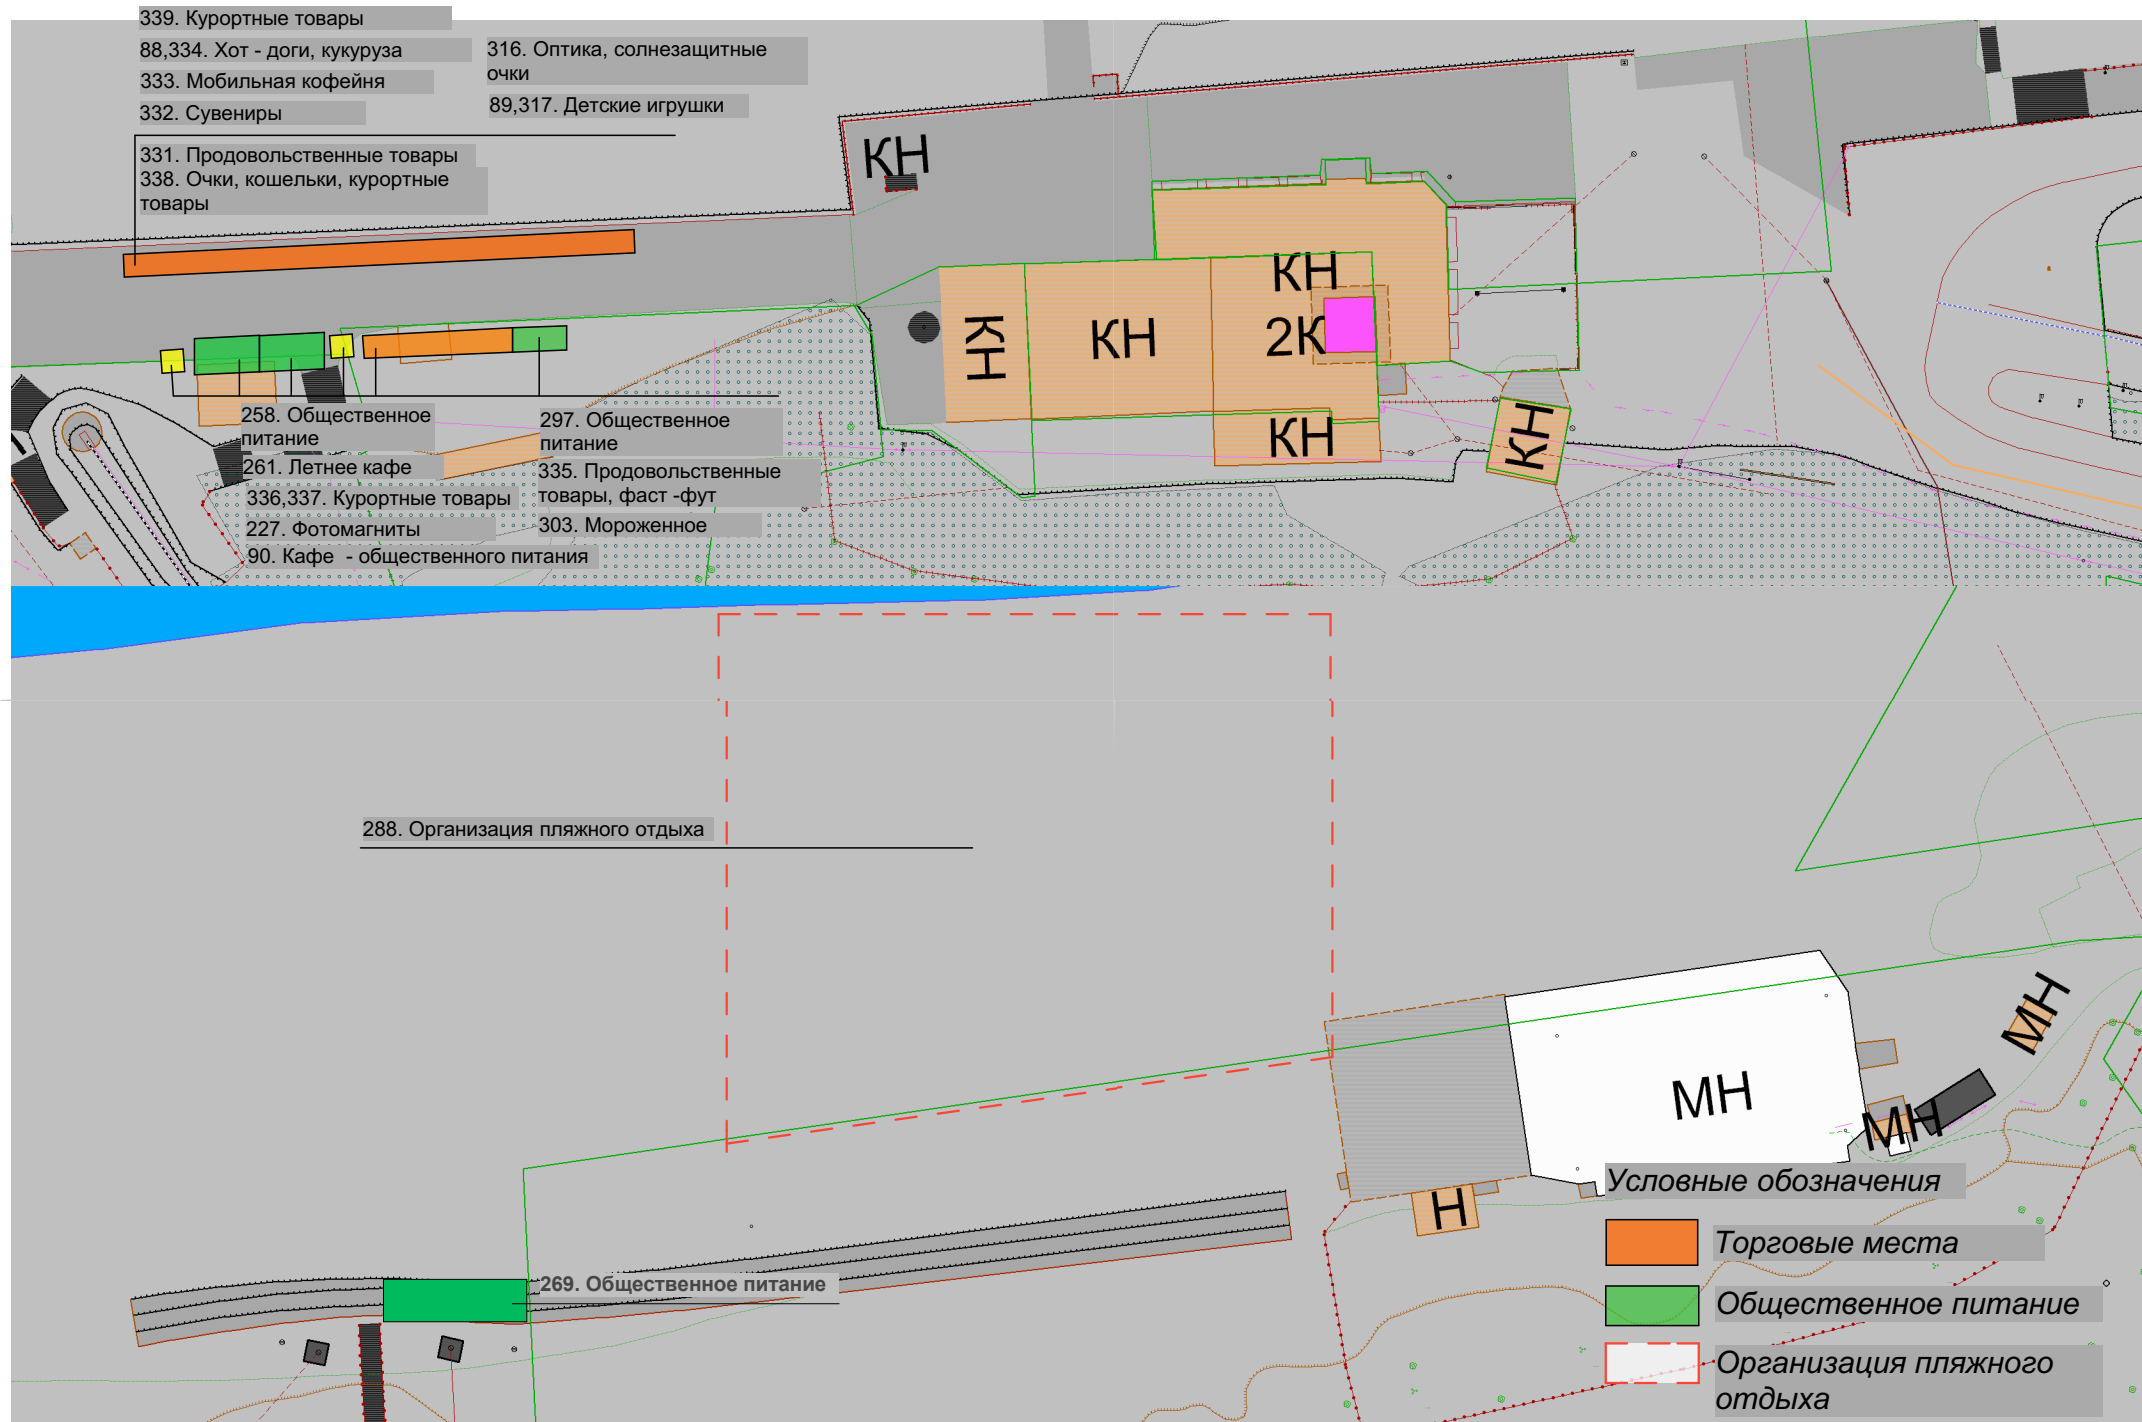 339. Курортные товары
88,334. Хот - доги, кукуруза
333. Мобильная кофейня
332. Сувениры
316. Оптика, солнезащитные
очки
89,317. Детские игрушки
331. Продовольственные товары
338. Очки, кошельки, курортные
товары
КН
КН
КН
КН
2К
КН
КН
258. Общественное
питание
261. Летнее кафе
336,337. Курортные товары
227. Фотомагниты
90. Кафе - общественного питания
297. Общественное
питание
335. Продовольственные
товары, фаст -фут
303. Мороженное
288. Организация пляжного отдыха
МН
МН
МН
Н
269. Общественное питание
Условные обозначения
Торговые места
Общественное питание
Организация пляжного
отдыха